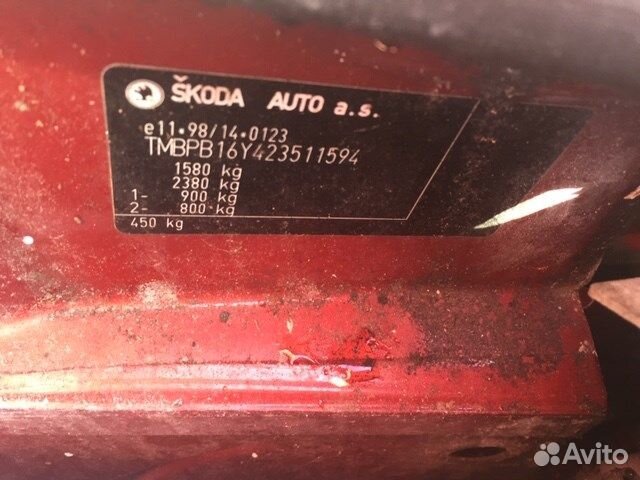 ŠKODA AUTO a.s.
e11*98/14*0123
TMBPB16Y423511594
1580 kg
2380 kg
1- 900 kg
2- 800 kg
450 kg
Avito